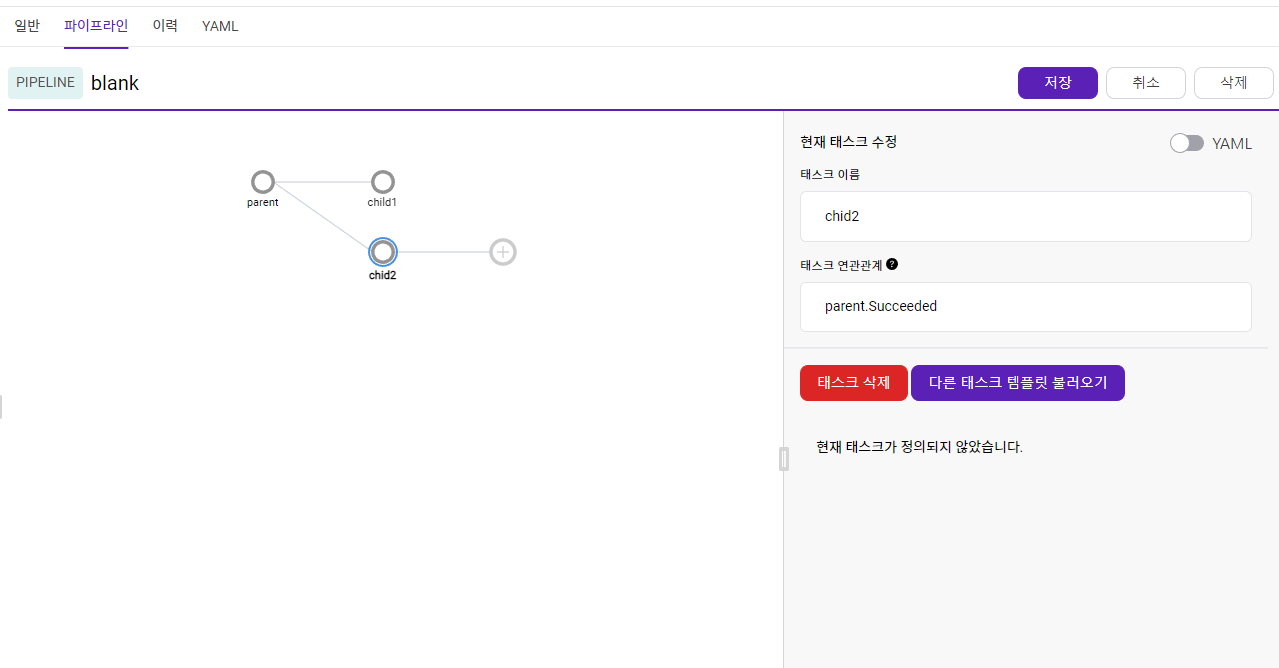 일반 파이프라인 이력 YAML
PIPELINE blank 저장 취소 삭제
parent child1
chid2
현재 태스크 수정 YAML
태스크 이름
chid2
태스크 연관관계 ?
parent.Succeeded
태스크 삭제 다른 태스크 템플릿 불러오기
현재 태스크가 정의되지 않았습니다.